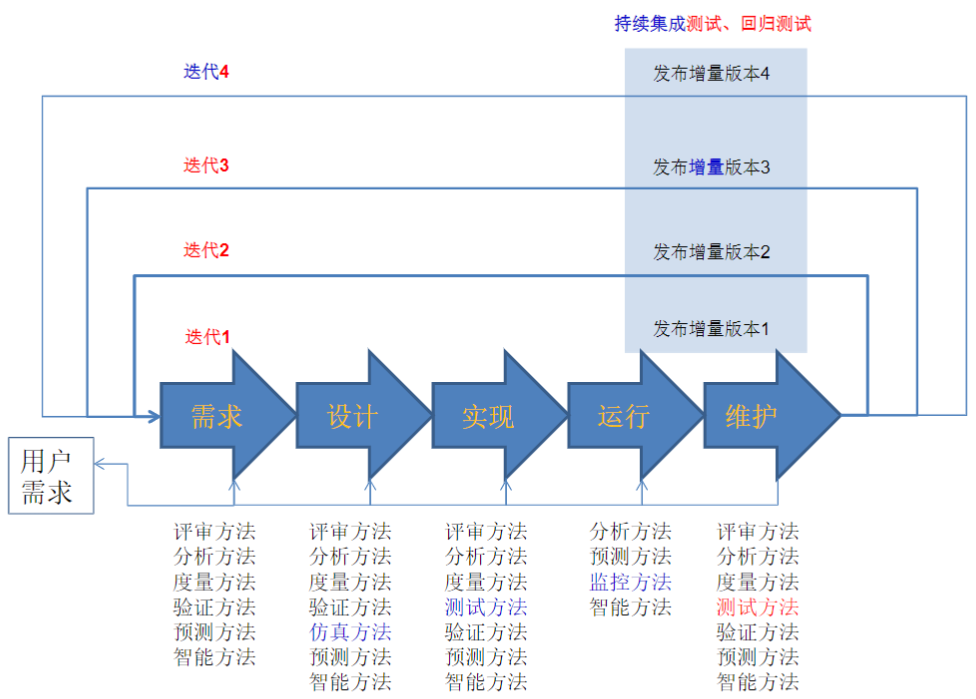 持续集成测试、回归测试
迭代4
发布增量版本4
迭代3
发布增量版本3
迭代2
发布增量版本2
迭代1
发布增量版本1
需求
设计
实现
运行
维护
用户
需求
评审方法
分析方法
度量方法
验证方法
预测方法
智能方法
评审方法
分析方法
度量方法
验证方法
仿真方法
预测方法
智能方法
评审方法
分析方法
度量方法
测试方法
验证方法
预测方法
智能方法
分析方法
预测方法
监控方法
智能方法
评审方法
分析方法
度量方法
测试方法
验证方法
预测方法
智能方法